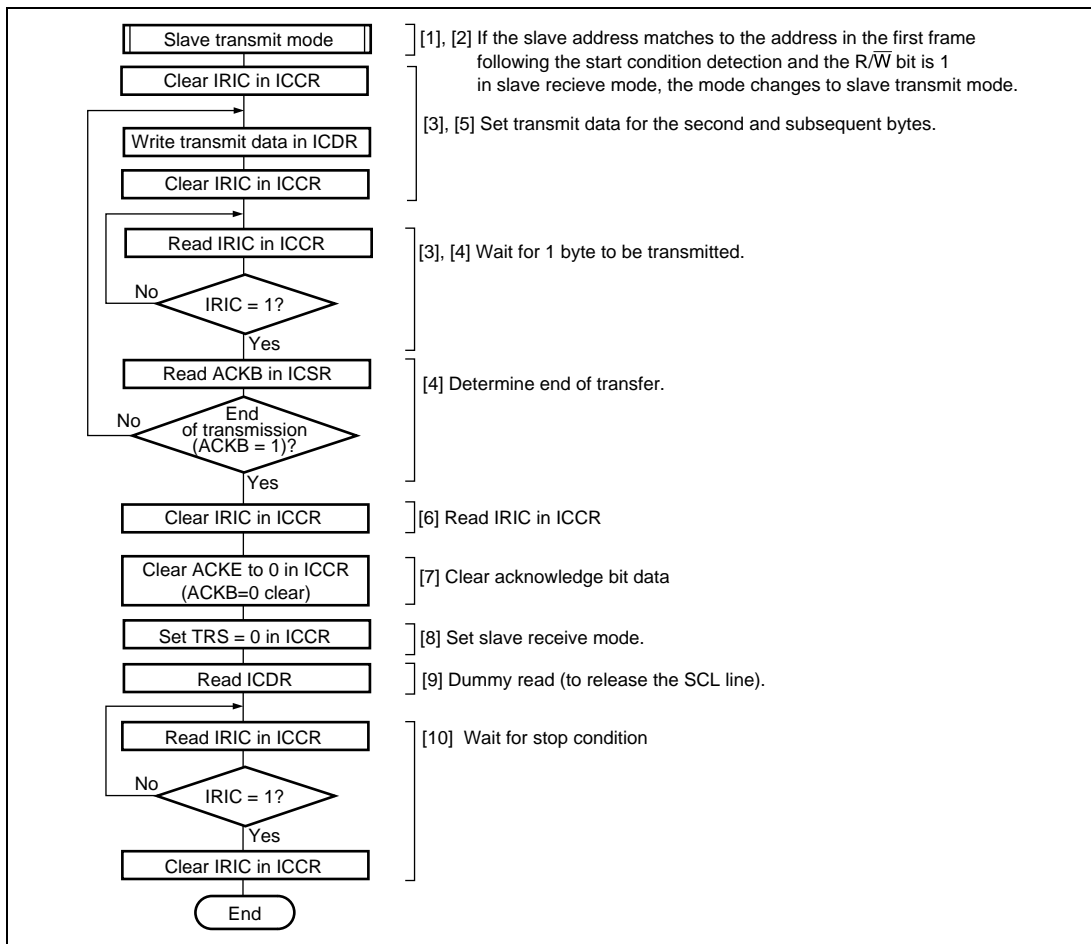 Slave transmit mode
[1], [2] If the slave address matches to the address in the first frame
following the start condition detection and the R/W̅ bit is 1
in slave recieve mode, the mode changes to slave transmit mode.
Clear IRIC in ICCR
[3], [5] Set transmit data for the second and subsequent bytes.
Write transmit data in ICDR
Clear IRIC in ICCR
Read IRIC in ICCR
[3], [4] Wait for 1 byte to be transmitted.
No
IRIC = 1?
Yes
Read ACKB in ICSR
[4] Determine end of transfer.
No
End
of transmission
(ACKB = 1)?
Yes
Clear IRIC in ICCR
[6] Read IRIC in ICCR
Clear ACKE to 0 in ICCR
(ACKB=0 clear)
[7] Clear acknowledge bit data
Set TRS = 0 in ICCR
[8] Set slave receive mode.
Read ICDR
[9] Dummy read (to release the SCL line).
Read IRIC in ICCR
[10] Wait for stop condition
No
IRIC = 1?
Yes
Clear IRIC in ICCR
End